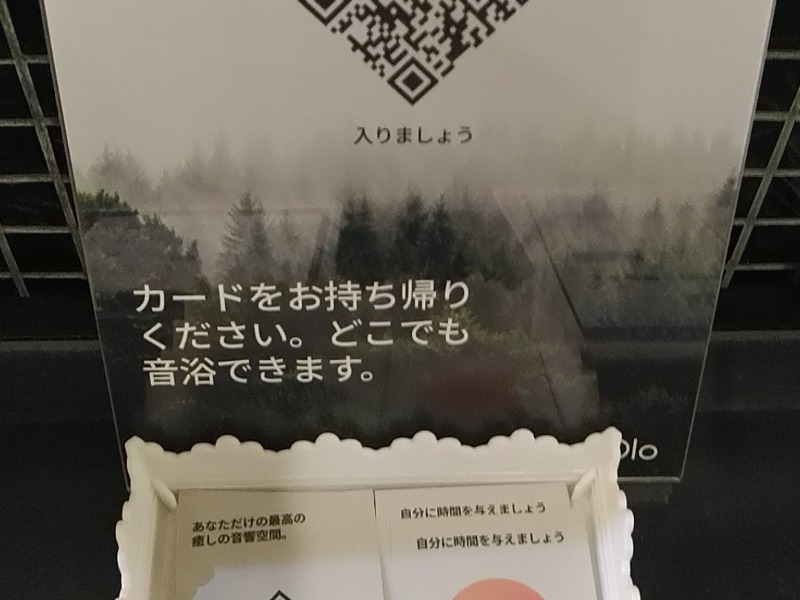 入りましょう
カードをお持ち帰り
ください。どこでも
音浴できます。
olo
あなただけの最高の
癒しの音響空間。
自分に時間を与えましょう
自分に時間を与えましょう